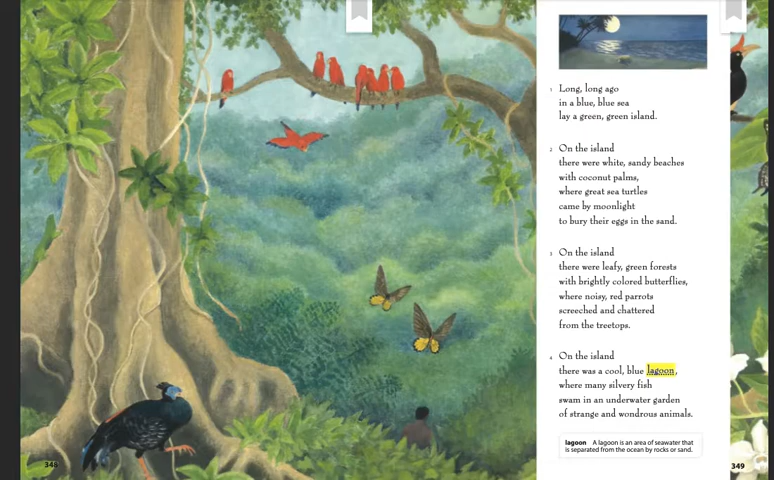 348
1 Long, long ago
in a blue, blue sea
lay a green, green island.
2 On the island
there were white, sandy beaches
with coconut palms,
where great sea turtles
came by moonlight
to bury their eggs in the sand.
3 On the island
there were leafy, green forests
with brightly colored butterflies,
where noisy, red parrots
screeched and chattered
from the treetops.
4 On the island
there was a cool, blue lagoon,
where many silvery fish
swam in an underwater garden
of strange and wondrous animals.
lagoon A lagoon is an area of seawater that
is separated from the ocean by rocks or sand.
349